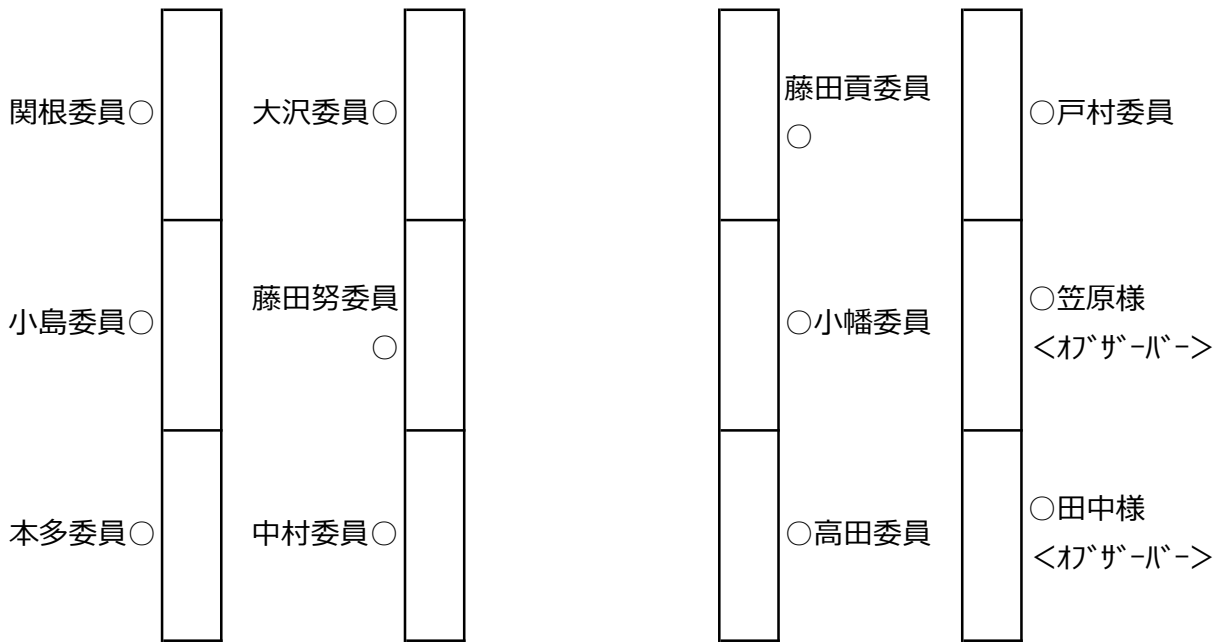 関根委員○
大沢委員○
藤田貢委員
○
○戸村委員
小島委員○
藤田努委員
○
○小幡委員
○笠原様
<ｵﾌﾞｻﾞｰﾊﾞｰ>
本多委員○
中村委員○
○高田委員
○田中様
<ｵﾌﾞｻﾞｰﾊﾞｰ>